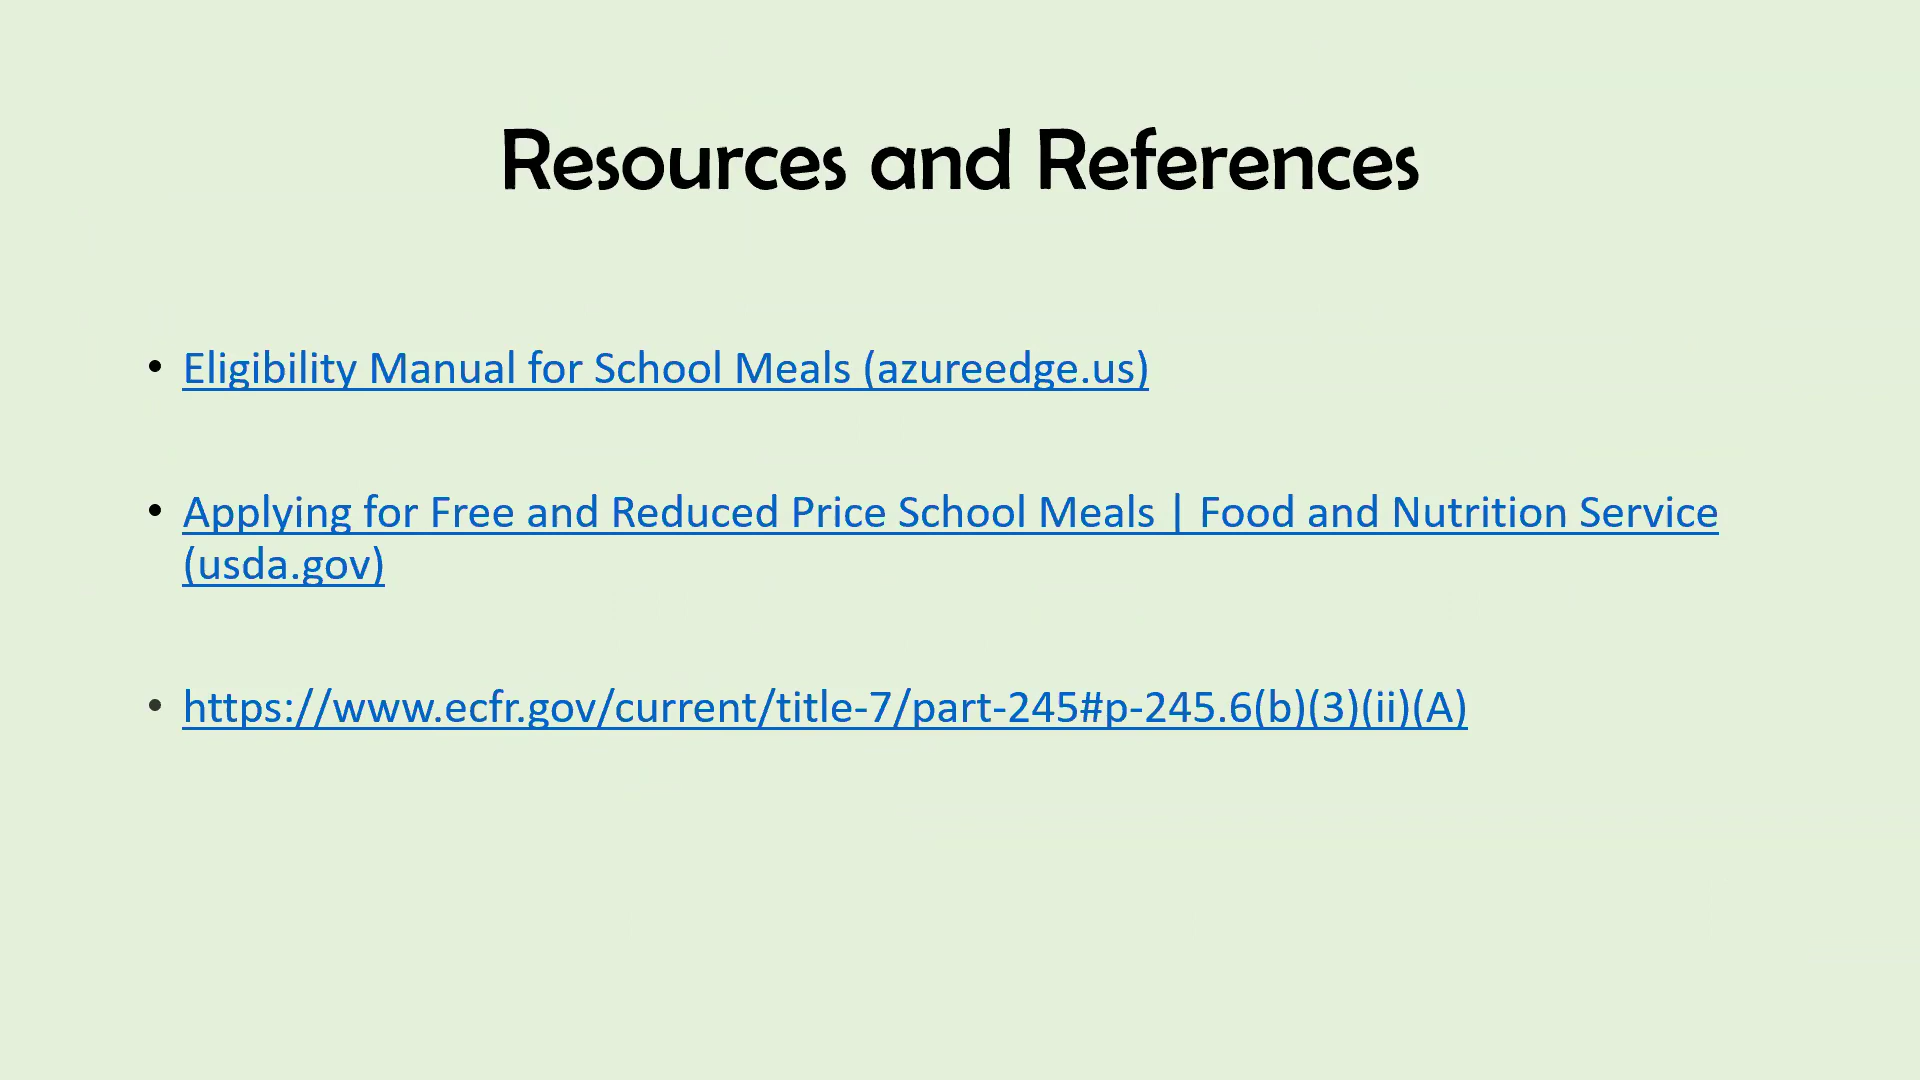 Resources and References
• Eligibility Manual for School Meals (azureedge.us)
• Applying for Free and Reduced Price School Meals | Food and Nutrition Service
(usda.gov)
• https://www.ecfr.gov/current/title-7/part-245#p-245.6(b)(3)(ii)(A)